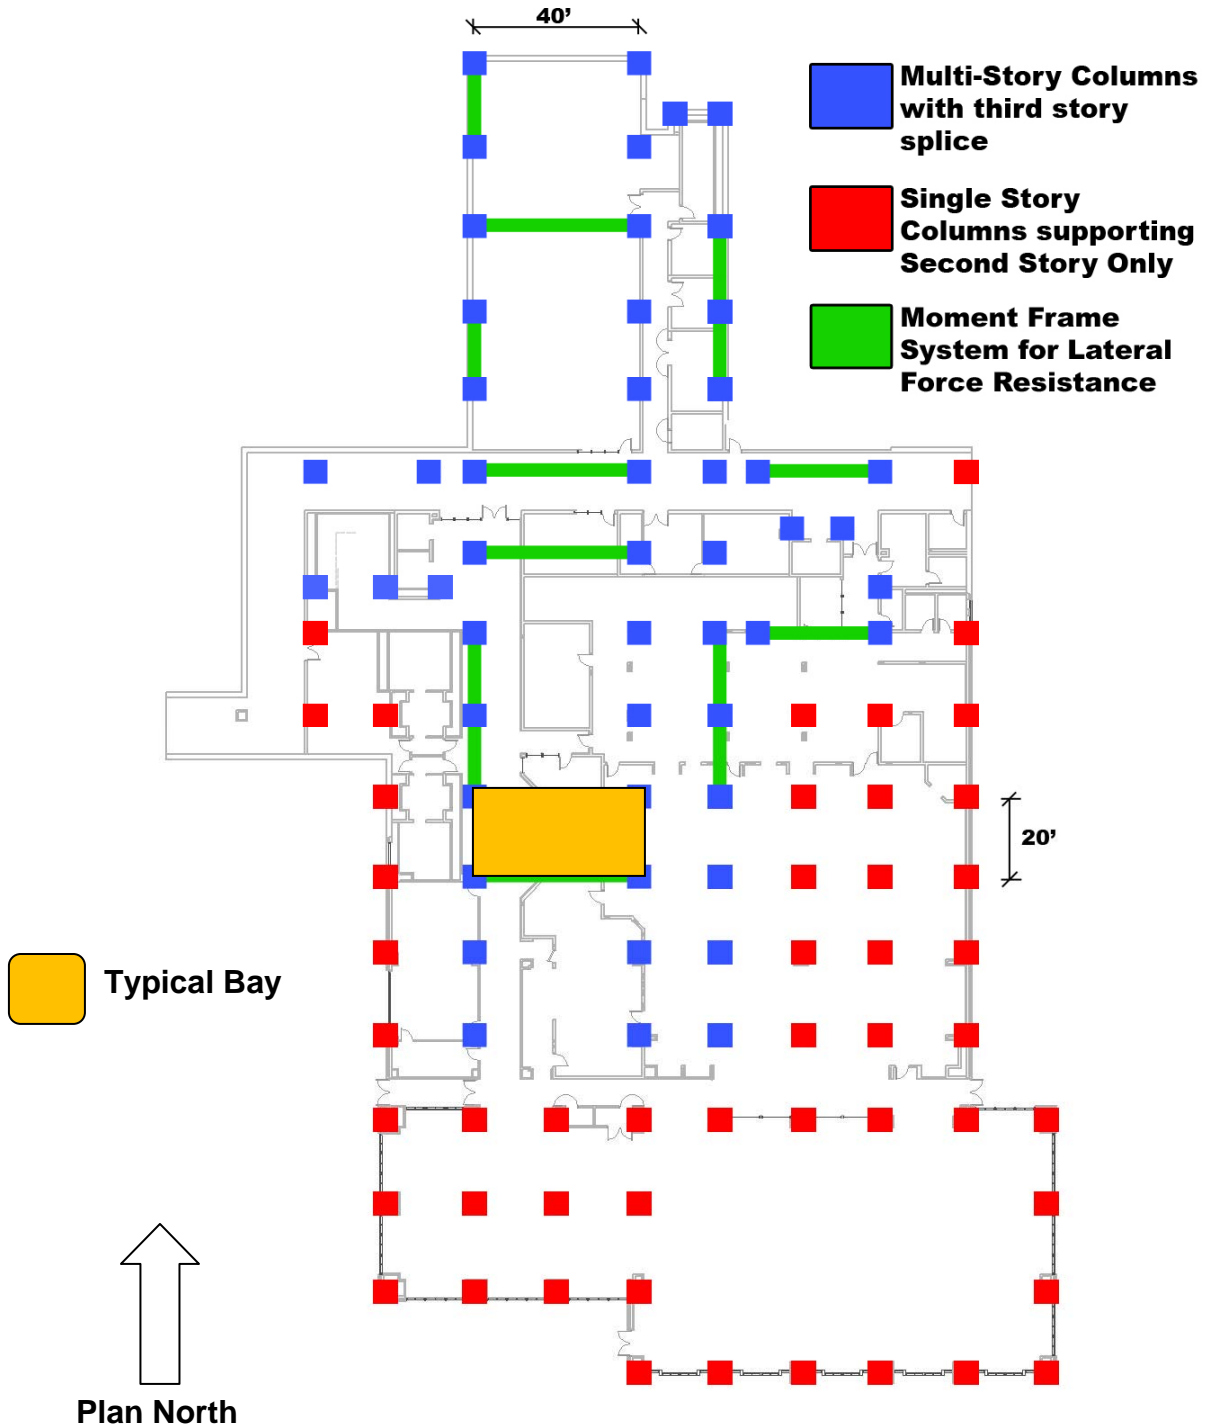 40’
Multi-Story Columns
with third story
splice
Single Story
Columns supporting
Second Story Only
Moment Frame
System for Lateral
Force Resistance
20’
Typical Bay
Plan North